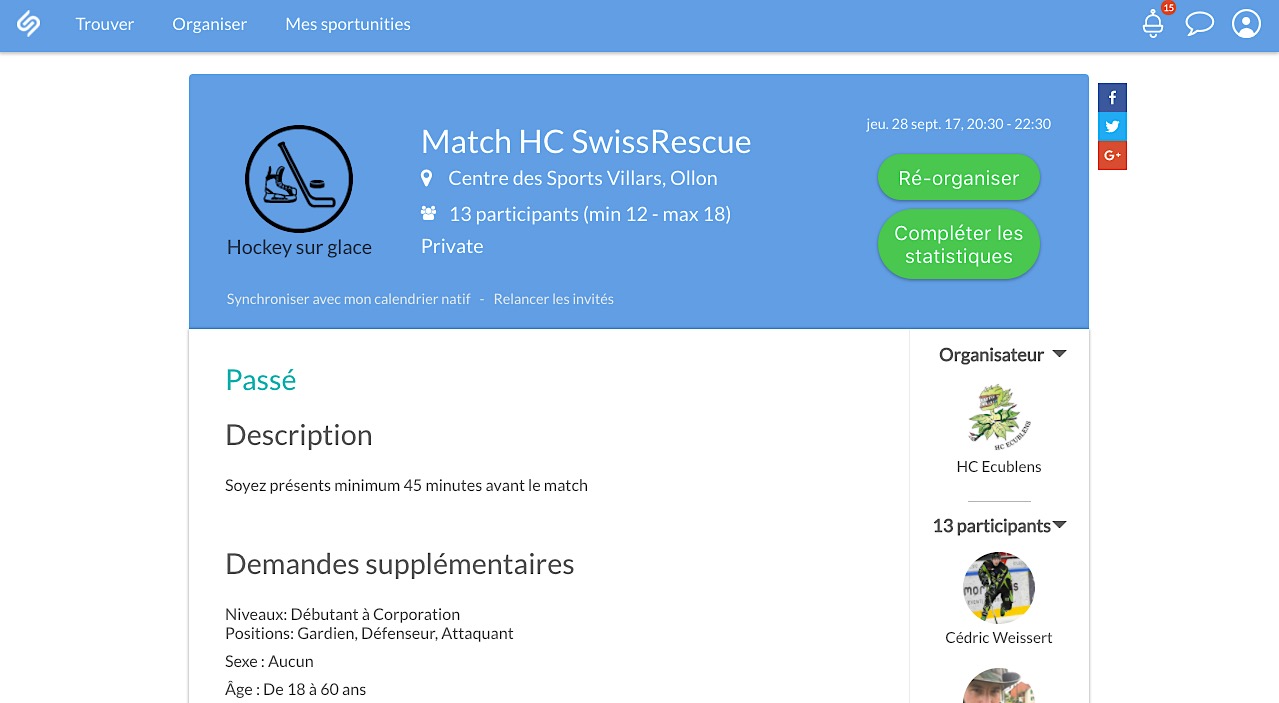 Trouver
Organiser
Mes sportunities
15
jeu. 28 sept. 17, 20:30 - 22:30
Match HC SwissRescue
Centre des Sports Villars, Ollon
13 participants (min 12 - max 18)
Private
Hockey sur glace
Ré-organiser
Compléter les
statistiques
Synchroniser avec mon calendrier natif - Relancer les invités
f
G+
Passé
Description
Soyez présents minimum 45 minutes avant le match
Demandes supplémentaires
Niveaux: Débutant à Corporation
Positions: Gardien, Défenseur, Attaquant
Sexe : Aucun
Âge : De 18 à 60 ans
Organisateur
HC ECUBLENS
HC Ecublens
13 participants
Cédric Weissert